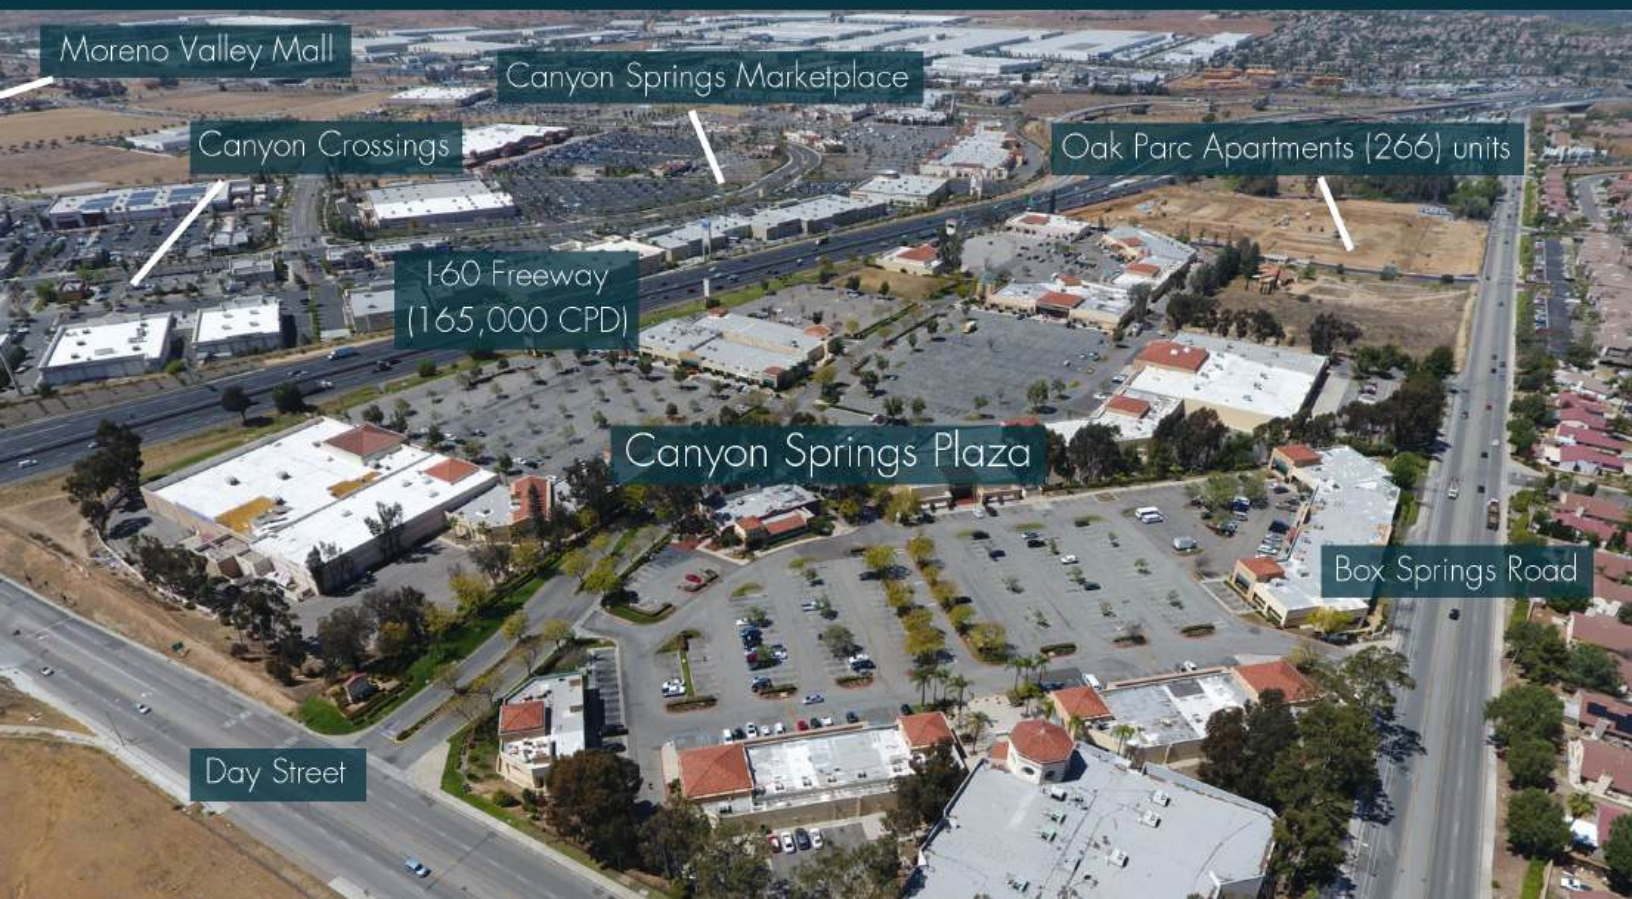 Moreno Valley Mall
Canyon Springs Marketplace
Canyon Crossings
Oak Parc Apartments (266) units
I-60 Freeway
(165,000 CPD)
Canyon Springs Plaza
Box Springs Road
Day Street